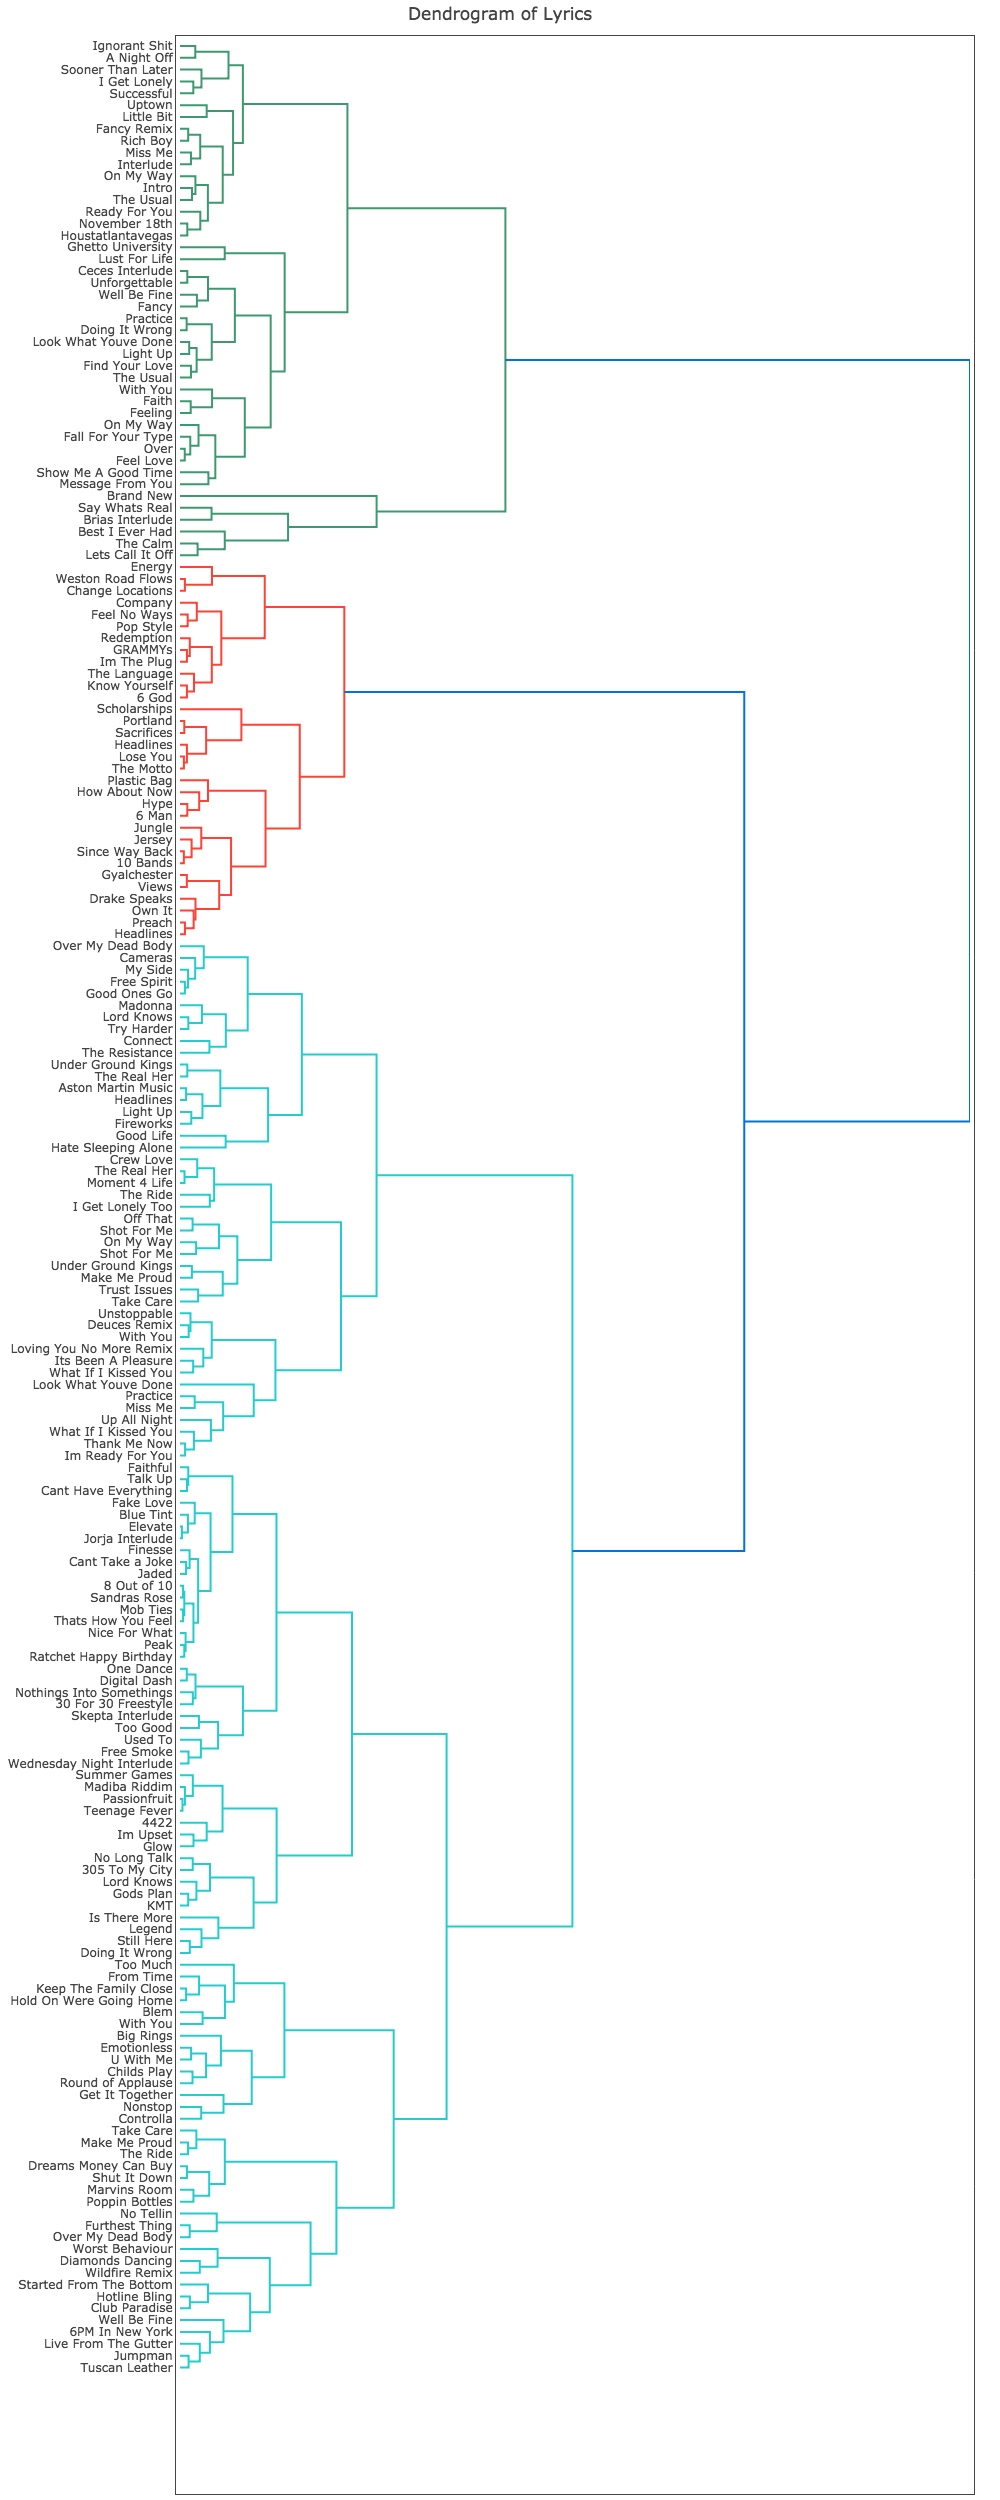 Dendrogram of Lyrics
Ignorant Shit
A Night Off
Sooner Than Later
I Get Lonely
Successful
Uptown
Little Bit
Fancy Remix
Rich Boy
Miss Me
Interlude
On My Way
Intro
The Usual
Ready For You
November 18th
Houstatlantavegas
Ghetto University
Lust For Life
Ceces Interlude
Unforgettable
Well Be Fine
Fancy
Practice
Doing It Wrong
Look What Youve Done
Light Up
Find Your Love
The Usual
With You
Faith
Feeling
On My Way
Fall For Your Type
Over
Feel Love
Show Me A Good Time
Message From You
Brand New
Say Whats Real
Brias Interlude
Best I Ever Had
The Calm
Lets Call It Off
Energy
Weston Road Flows
Change Locations
Company
Feel No Ways
Pop Style
Redemption
GRAMMYs
Im The Plug
The Language
Know Yourself
6 God
Scholarships
Portland
Sacrifices
Headlines
Lose You
The Motto
Plastic Bag
How About Now
Hype
6 Man
Jungle
Jersey
Since Way Back
10 Bands
Gyalchester
Views
Drake Speaks
Own It
Preach
Headlines
Over My Dead Body
Cameras
My Side
Free Spirit
Good Ones Go
Madonna
Lord Knows
Try Harder
Connect
The Resistance
Under Ground Kings
The Real Her
Aston Martin Music
Headlines
Light Up
Fireworks
Good Life
Hate Sleeping Alone
Crew Love
The Real Her
Moment 4 Life
The Ride
I Get Lonely Too
Off That
Shot For Me
On My Way
Shot For Me
Under Ground Kings
Make Me Proud
Trust Issues
Take Care
Unstoppable
Deuces Remix
With You
Loving You No More Remix
Its Been A Pleasure
What If I Kissed You
Look What Youve Done
Practice
Miss Me
Up All Night
What If I Kissed You
Thank Me Now
Im Ready For You
Faithful
Talk Up
Cant Have Everything
Fake Love
Blue Tint
Elevate
Jorja Interlude
Finesse
Cant Take a Joke
Jaded
8 Out of 10
Sandras Rose
Mob Ties
Thats How You Feel
Nice For What
Peak
Ratchet Happy Birthday
One Dance
Digital Dash
Nothings Into Somethings
30 For 30 Freestyle
Skepta Interlude
Too Good
Used To
Free Smoke
Wednesday Night Interlude
Summer Games
Madiba Riddim
Passionfruit
Teenage Fever
4422
Im Upset
Glow
No Long Talk
305 To My City
Lord Knows
Gods Plan
KMT
Is There More
Legend
Still Here
Doing It Wrong
Too Much
From Time
Keep The Family Close
Hold On Were Going Home
Blem
With You
Big Rings
Emotionless
U With Me
Childs Play
Round of Applause
Get It Together
Nonstop
Controlla
Take Care
Make Me Proud
The Ride
Dreams Money Can Buy
Shut It Down
Marvins Room
Poppin Bottles
No Tellin
Furthest Thing
Over My Dead Body
Worst Behaviour
Diamonds Dancing
Wildfire Remix
Started From The Bottom
Hotline Bling
Club Paradise
Well Be Fine
6PM In New York
Live From The Gutter
Jumpman
Tuscan Leather